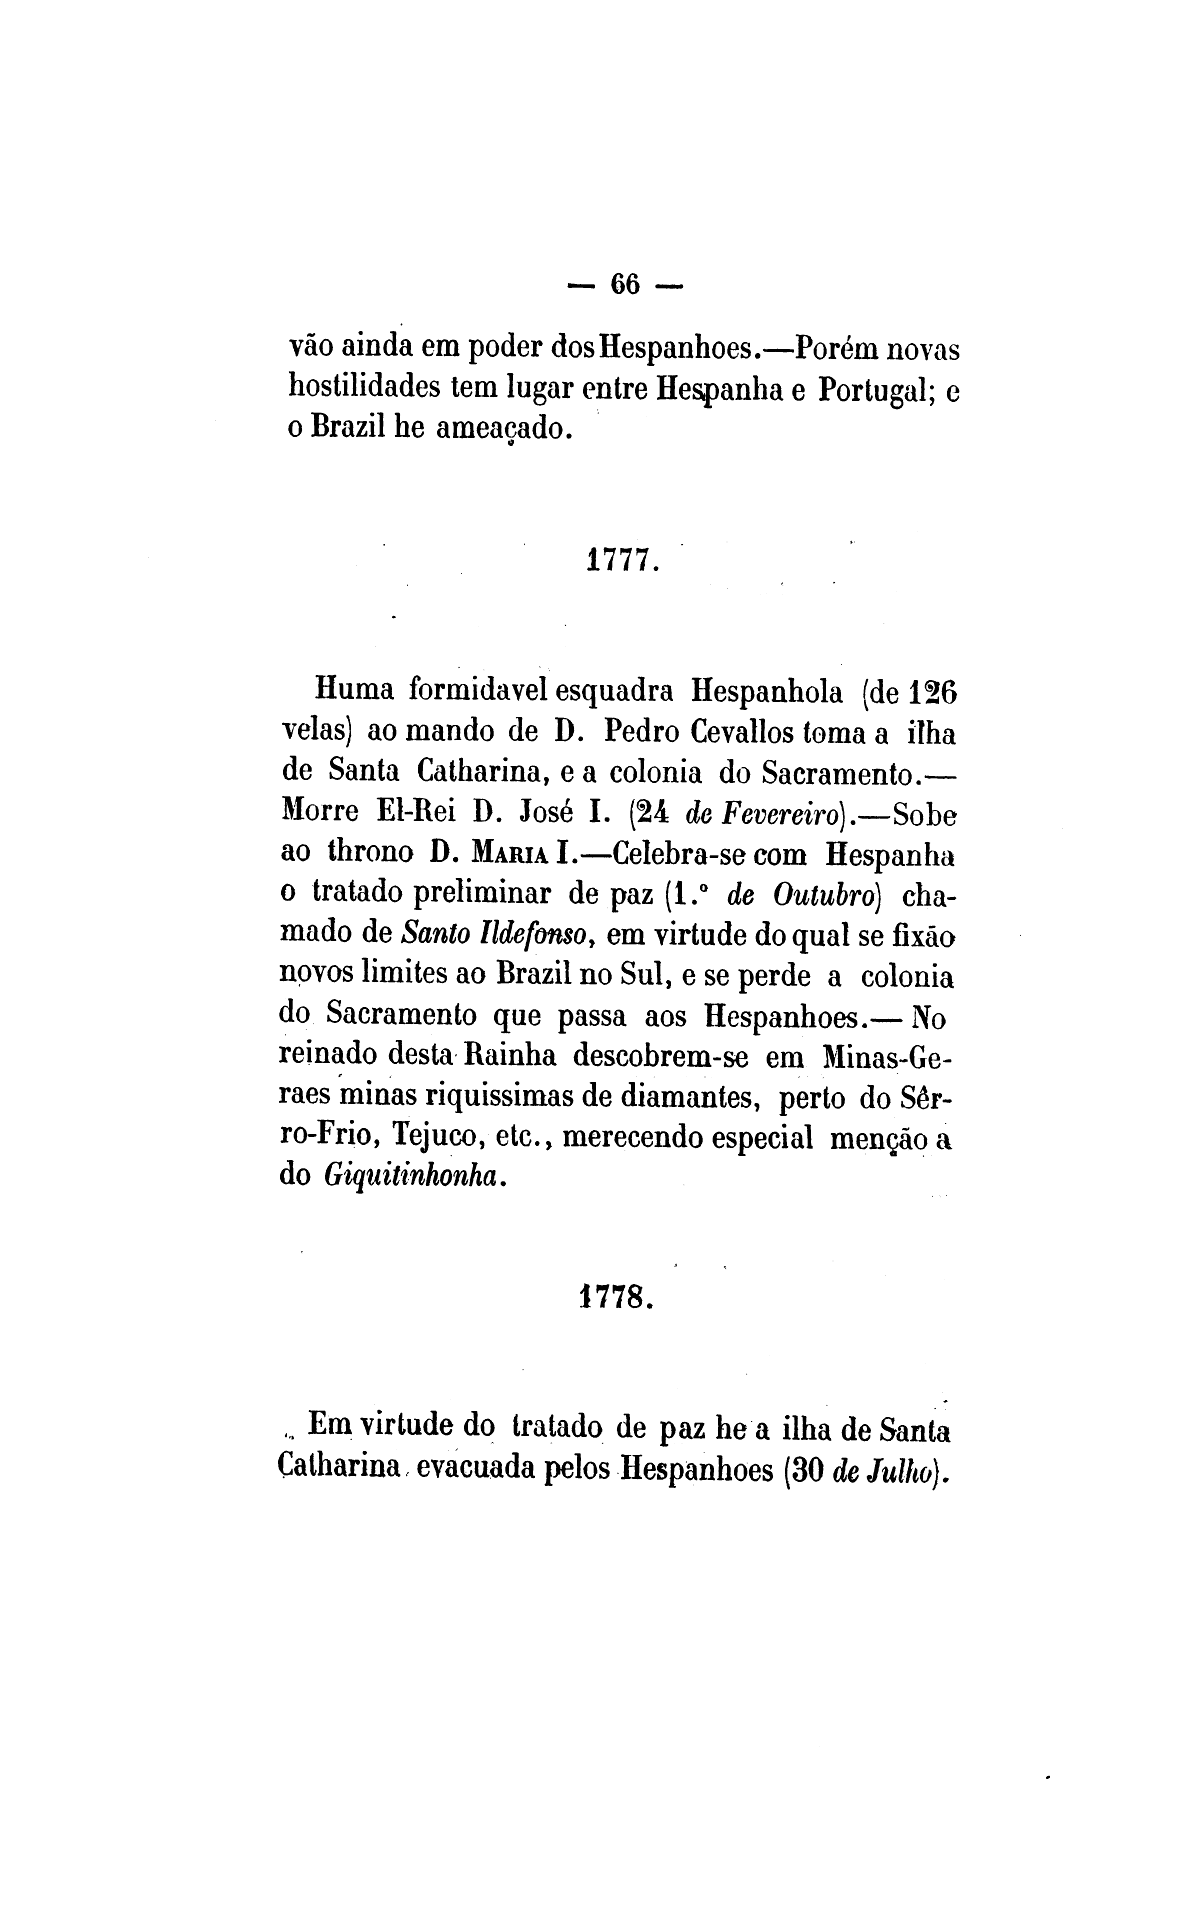 — 66 —
vão ainda em poder dos Hespanhoes.—Porém novas
hostilidades tem lugar entre Hespanha e Portugal; e
o Brazil he ameaçado.
1777.
Huma formidavel esquadra Hespanhola (de 126
velas) ao mando de D. Pedro Cevallos toma a ilha
de Santa Catharina, e a colonia do Sacramento.—
Morre El-Rei D. José I. (24 de Fevereiro).—Sobe
ao throno D. MARIA I.—Celebra-se com Hespanha
o tratado preliminar de paz (1.º de Outubro) cha-
mado de Santo Ildefonso, em virtude do qual se fixão
novos limites ao Brazil no Sul, e se perde a colonia
do Sacramento que passa aos Hespanhoes.— No
reinado desta Rainha descobrem-se em Minas-Ge-
raes minas riquissimas de diamantes, perto do Sêr-
ro-Frio, Tejuco, etc., merecendo especial menção a
do Giquitinhonha.
1778.
Em virtude do tratado de paz he a ilha de Santa
Catharina evacuada pelos Hespanhoes (30 de Julho).